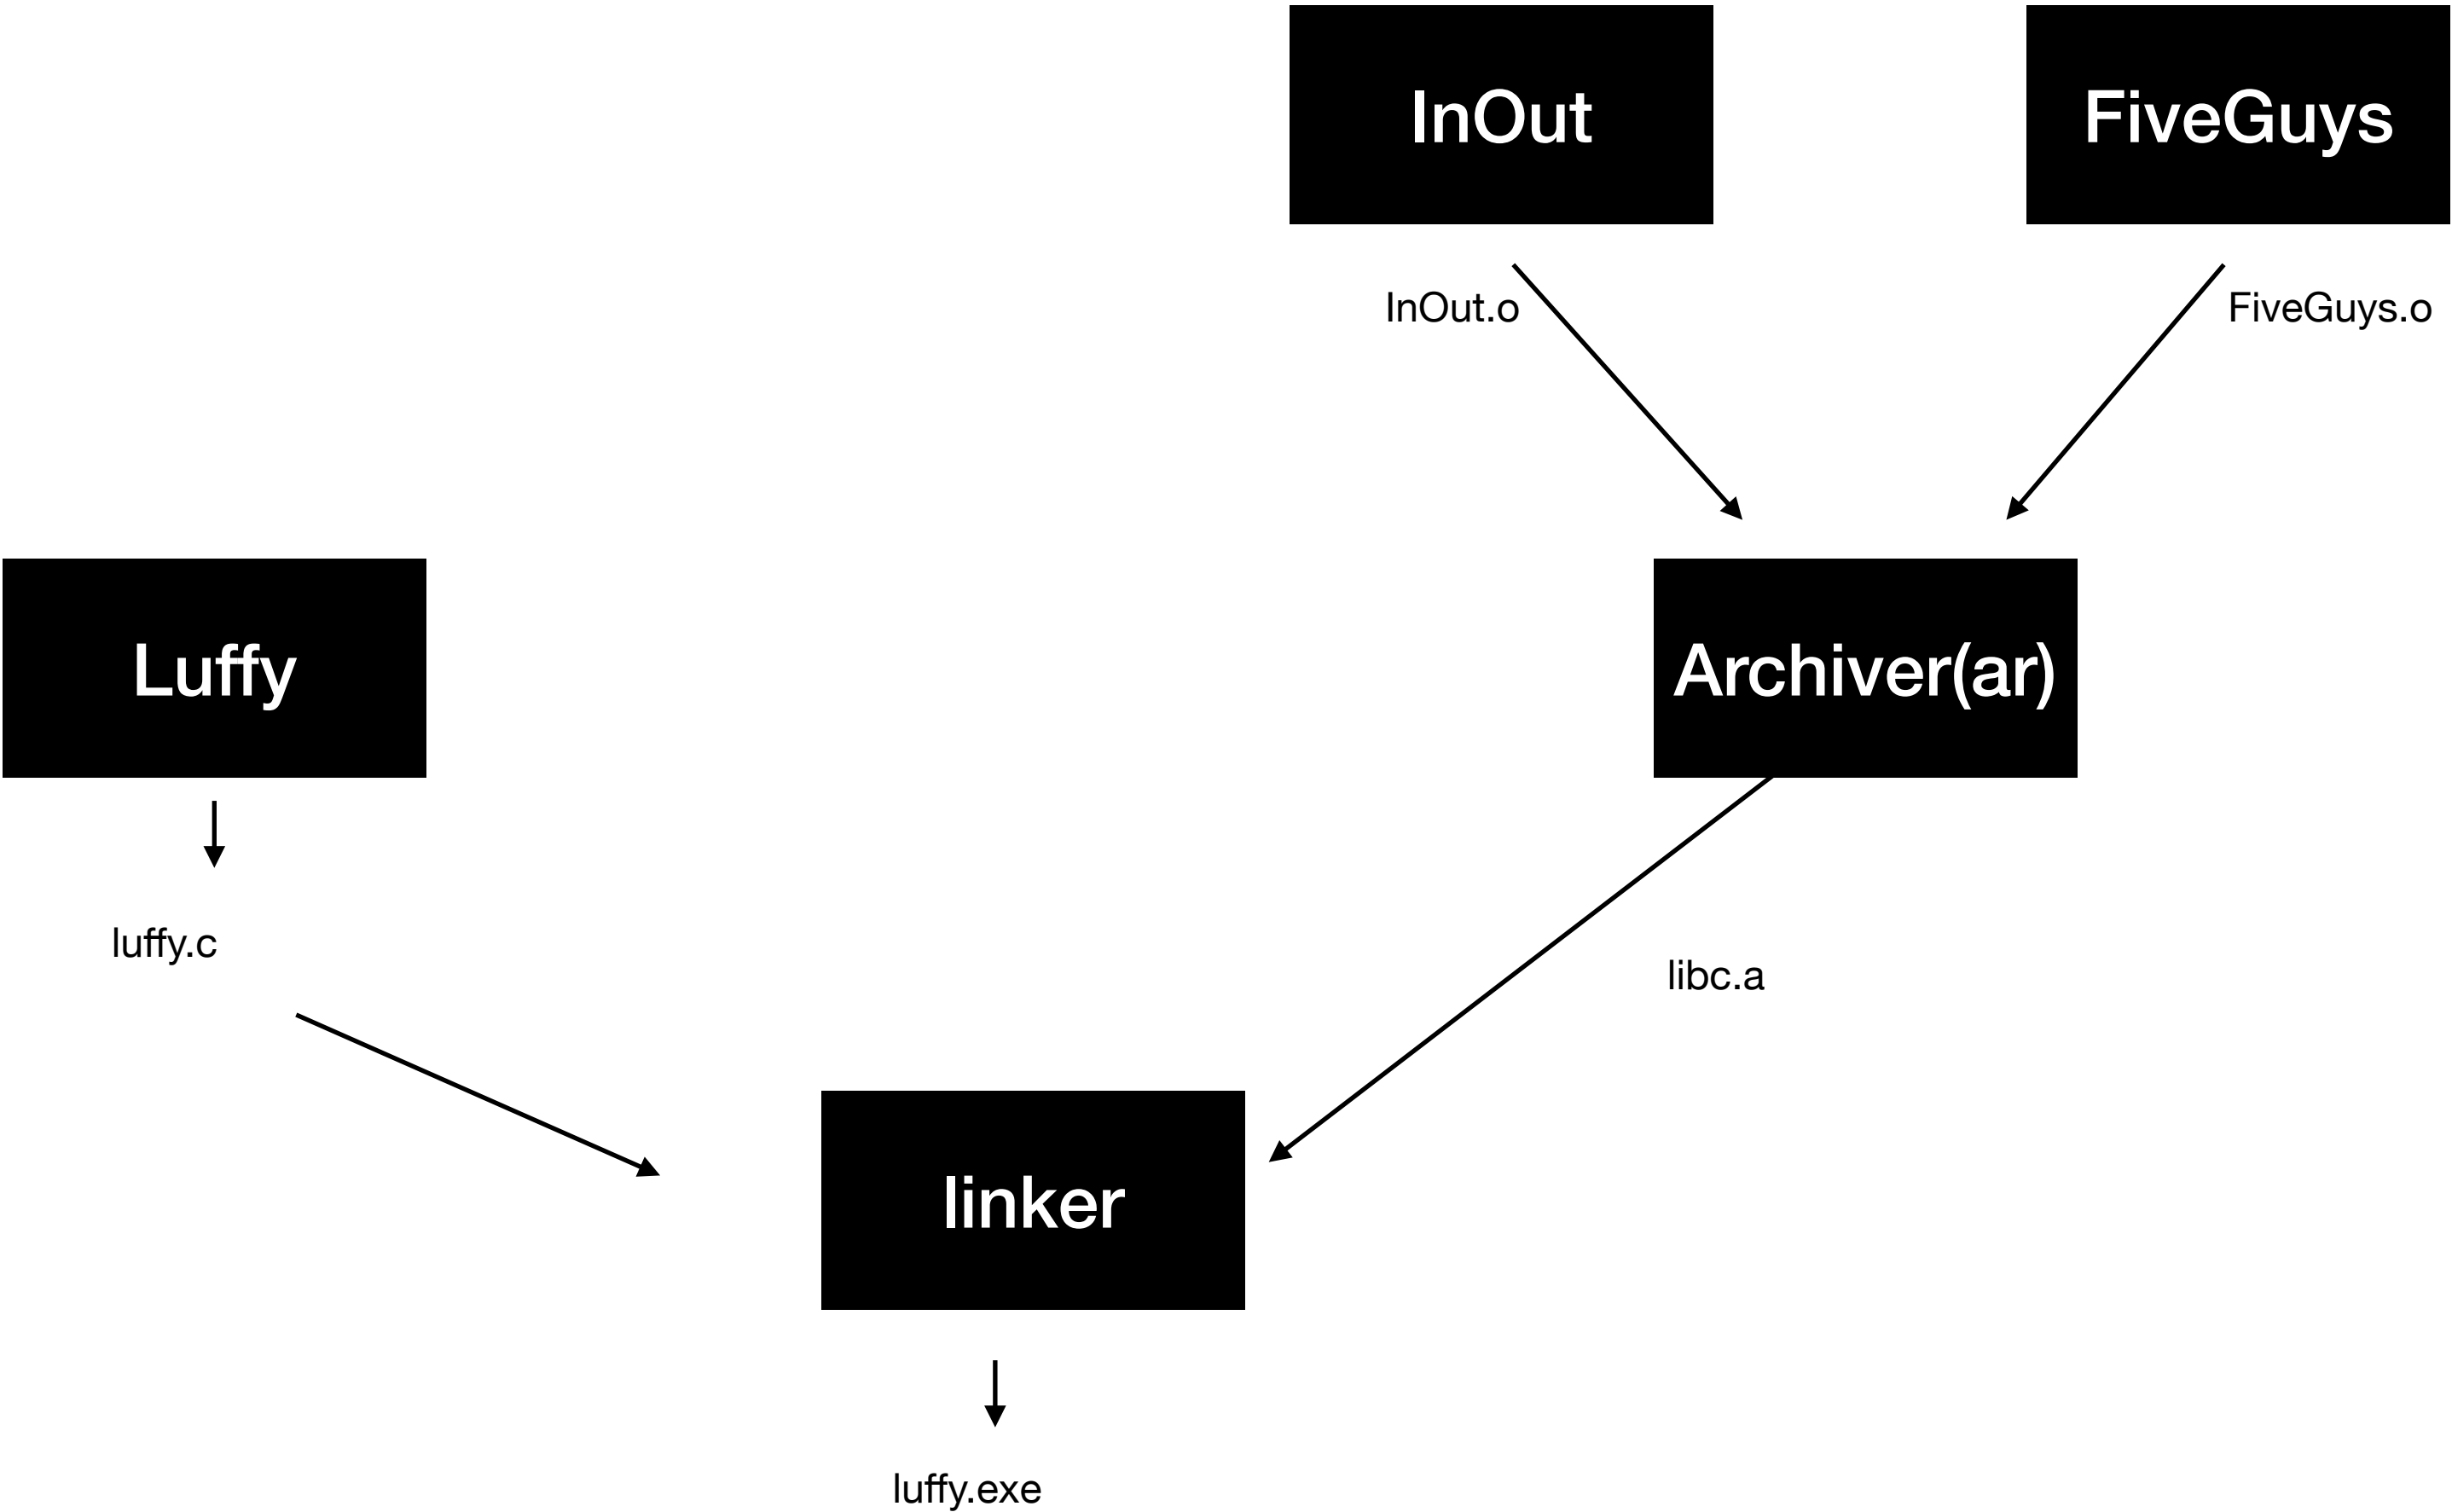 InOut
FiveGuys
InOut.o
FiveGuys.o
Luffy
Archiver(ar)
luffy.c
libc.a
linker
luffy.exe